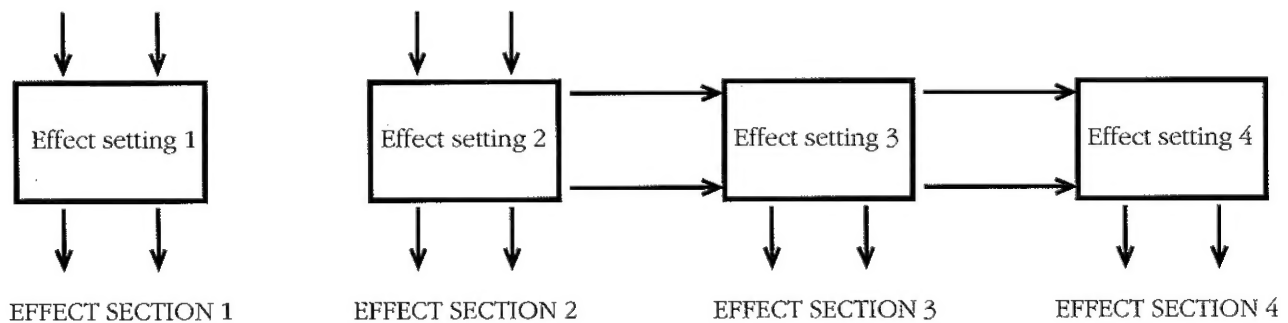 Effect setting 1
Effect setting 2
Effect setting 3
Effect setting 4
EFFECT SECTION 1
EFFECT SECTION 2
EFFECT SECTION 3
EFFECT SECTION 4